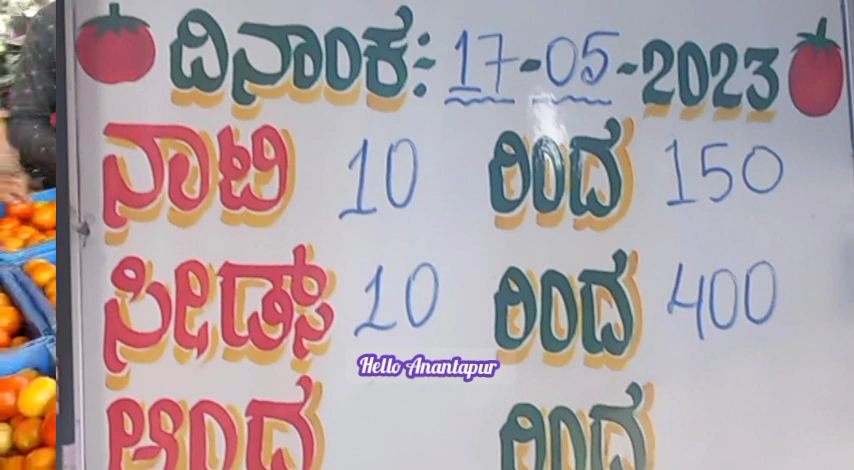 ದಿನಾಂಕ: 17-05-2023
ನಾಟಿ 10 ರಿಂದ 150
ಸೀಡ್ಸ್ 10 ರಿಂದ 400
Hello Anantapur
ಆಂಧ್ರ ರಿಂದ